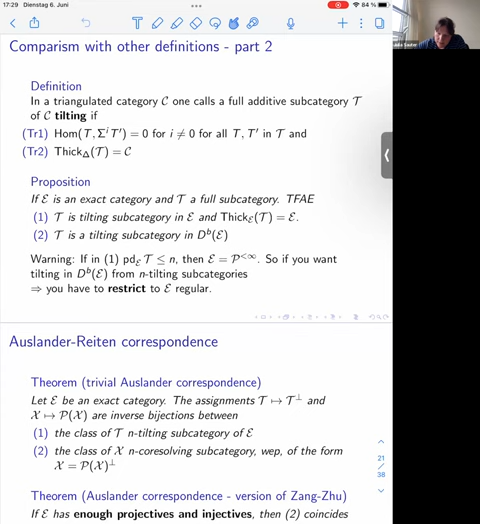 17:29 Dienstag 6. Juni
84 %
Comparism with other definitions - part 2
Definition
In a triangulated category C one calls a full additive subcategory T
of C tilting if
(Tr1) Hom(T, Σ^i T′) = 0 for i ≠ 0 for all T, T′ in T and
(Tr2) Thick_Δ(T) = C
Proposition
If E is an exact category and T a full subcategory. TFAE
(1) T is tilting subcategory in E and Thick_E(T) = E.
(2) T is a tilting subcategory in D^b(E)
Warning: If in (1) pd_E T ≤ n, then E = P^{<∞}. So if you want
tilting in D^b(E) from n-tilting subcategories
⇒ you have to restrict to E regular.
Auslander-Reiten correspondence
Theorem (trivial Auslander correspondence)
Let E be an exact category. The assignments T ↦ T^⊥ and
X ↦ P(X) are inverse bijections between
(1) the class of T n-tilting subcategory of E
(2) the class of X n-coresolving subcategory, wep, of the form
X = P(X)^⊥
21
/
38
Theorem (Auslander correspondence - version of Zang-Zhu)
If E has enough projectives and injectives, then (2) coincides